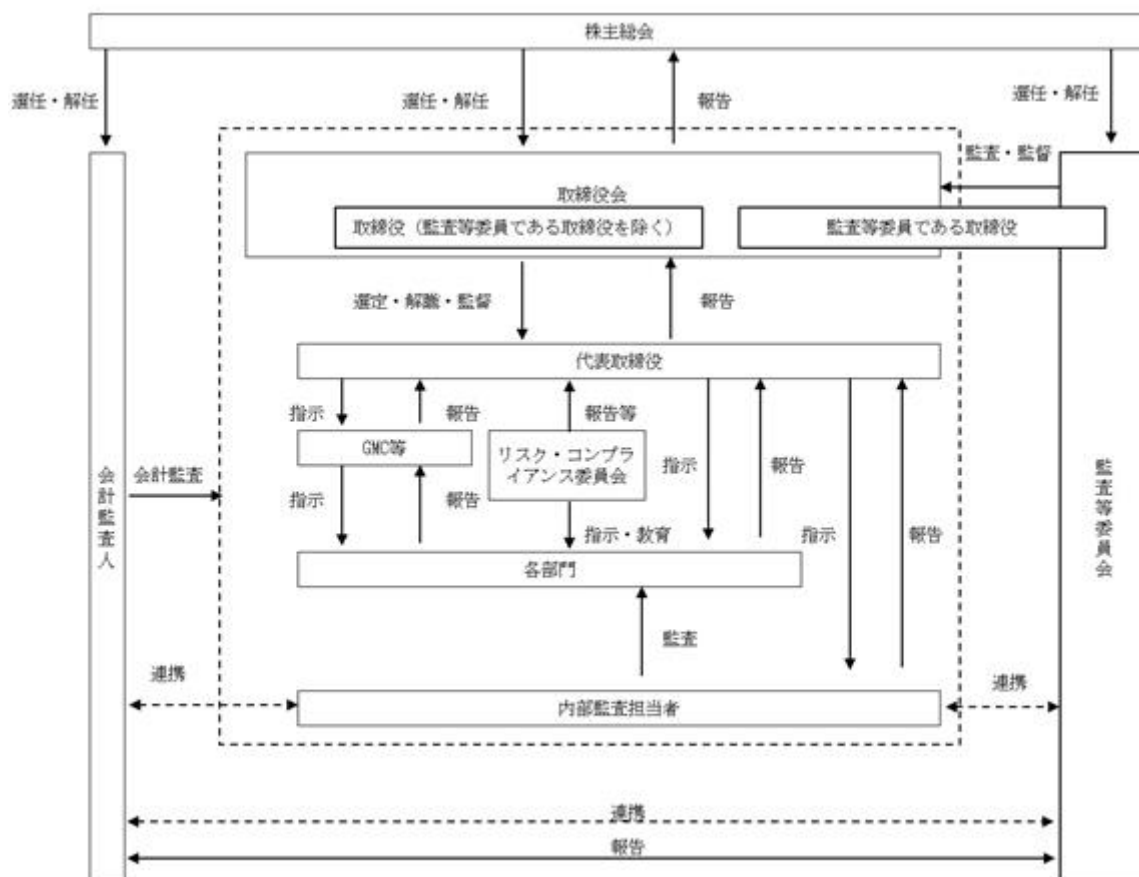 株主総会
選任・解任
選任・解任
報告
選任・解任
監査・監督
取締役会
取締役（監査等委員である取締役を除く）
監査等委員である取締役
選定・解職・監督
報告
代表取締役
指示
報告
報告等
GMC等
リスク・コンプラ
イアンス委員会
指示
報告
会計監査人
会計監査
指示
報告
指示・教育
指示
報告
監査等委員会
各部門
監査
連携
連携
内部監査担当者
連携
報告